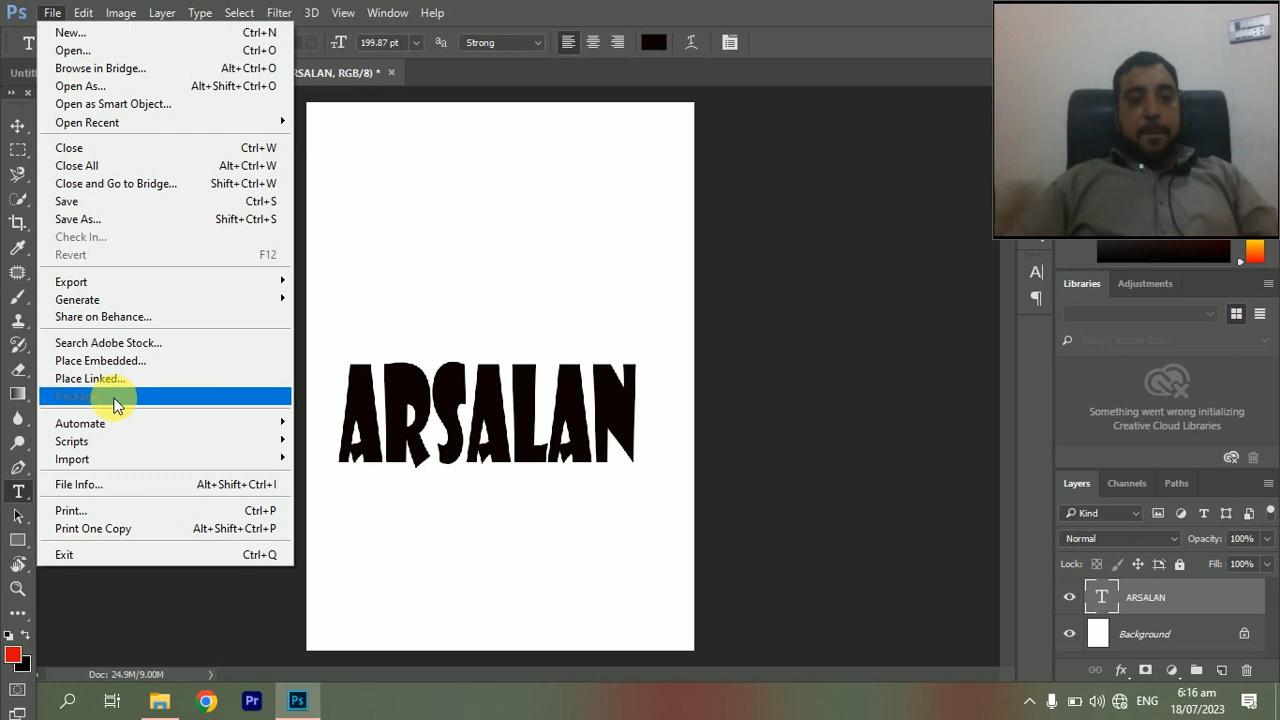 Ps File Edit Image Layer Type Select Filter 3D View Window Help
199.87 pt Strong
RSALAN, RGB/8) *
New... Ctrl+N
Open... Ctrl+O
Browse in Bridge... Alt+Ctrl+O
Open As... Alt+Shift+Ctrl+O
Open as Smart Object...
Open Recent
Close Ctrl+W
Close All Alt+Ctrl+W
Close and Go to Bridge... Shift+Ctrl+W
Save Ctrl+S
Save As... Shift+Ctrl+S
Check In...
Revert F12
Export
Generate
Share on Behance...
Search Adobe Stock...
Place Embedded...
Place Linked...
Automate
Scripts
Import
File Info... Alt+Shift+Ctrl+I
Print... Ctrl+P
Print One Copy Alt+Shift+Ctrl+P
Exit Ctrl+Q
ARSALAN
Libraries Adjustments
Search Adobe Stock...
Something went wrong initializing
Creative Cloud Libraries
Layers Channels Paths
Kind
Normal Opacity: 100%
Lock: Fill: 100%
ARSALAN
Background
Doc: 24.9M/9.00M
Pr Ps ENG 6:16 am
18/07/2023